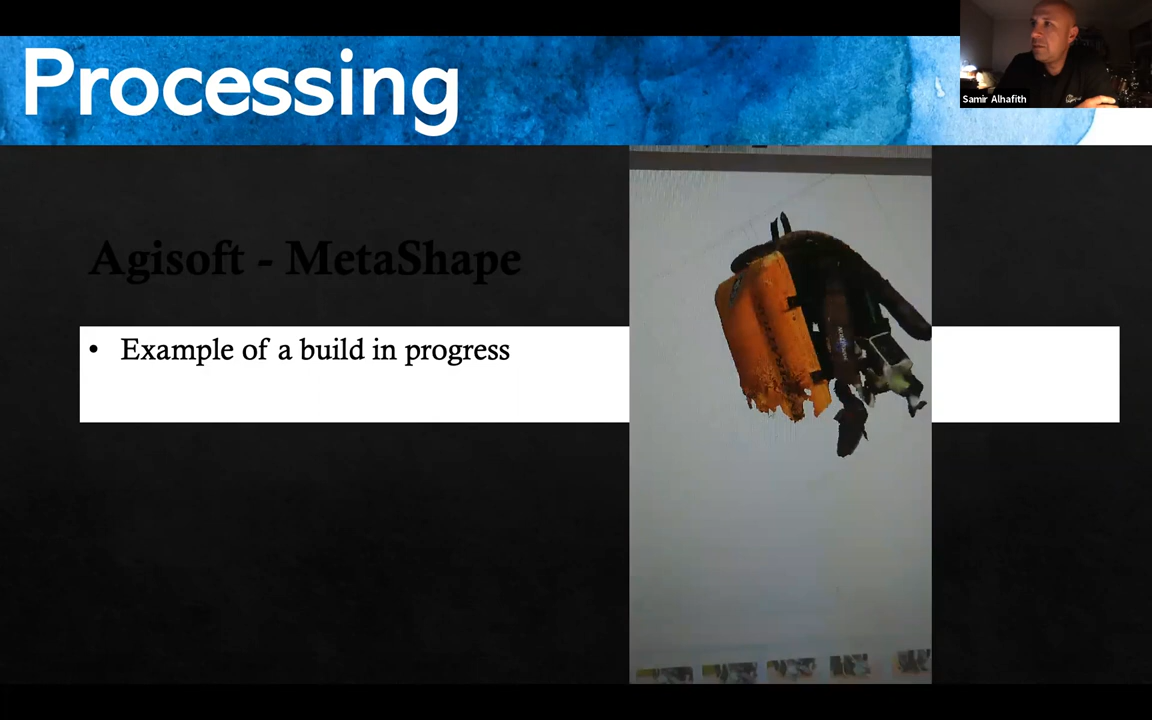 Processing
Samir Alhafith
Agisoft - MetaShape
• Example of a build in progress